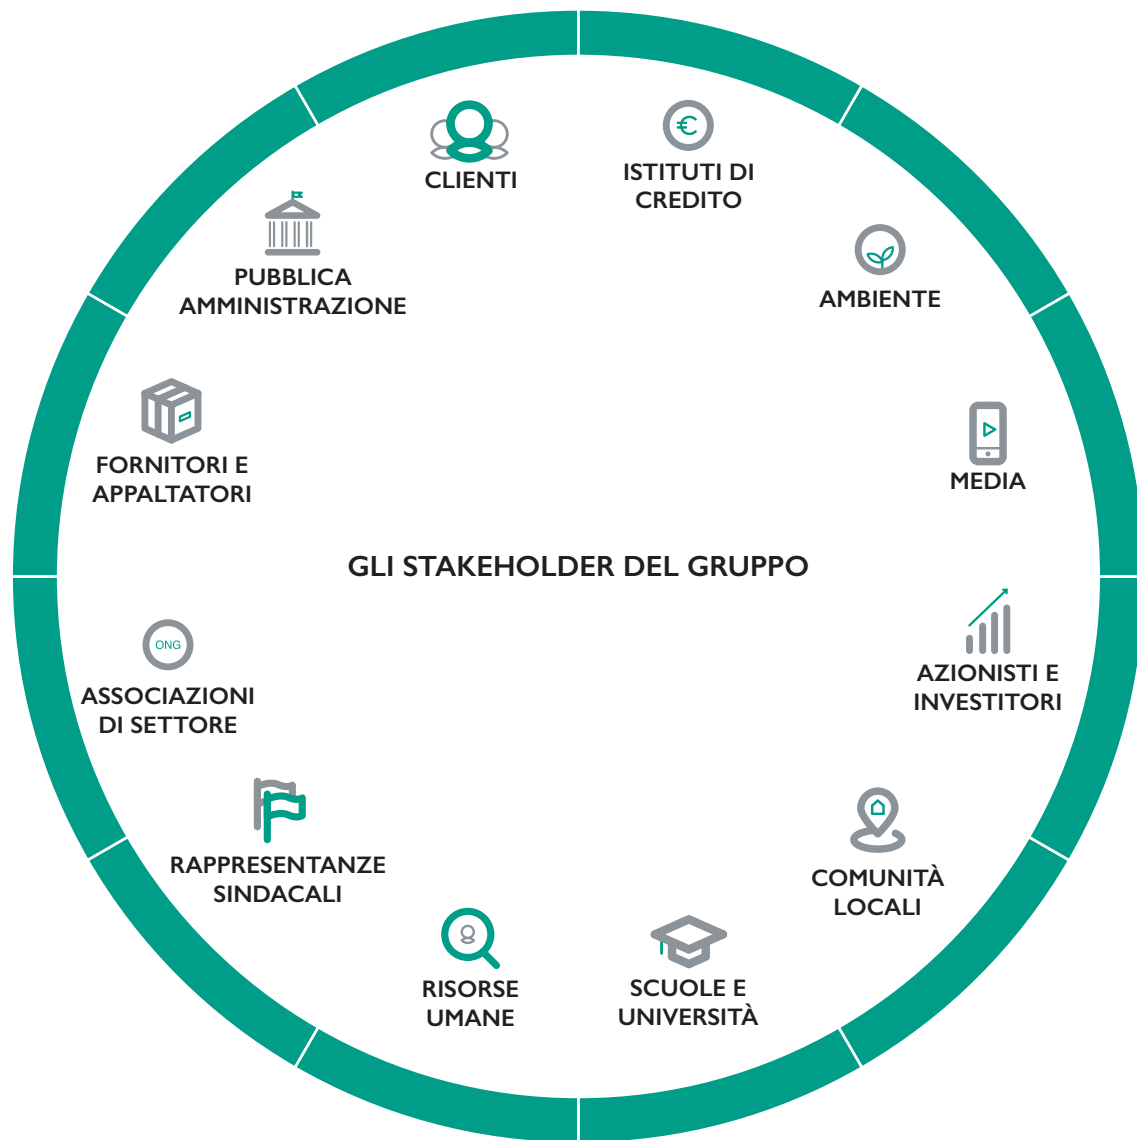 CLIENTI
ISTITUTI DI
CREDITO
AMBIENTE
MEDIA
AZIONISTI E
INVESTITORI
COMUNITÀ
LOCALI
SCUOLE E
UNIVERSITÀ
RISORSE
UMANE
RAPPRESENTANZE
SINDACALI
ONG
ASSOCIAZIONI
DI SETTORE
FORNITORI E
APPALTATORI
PUBBLICA
AMMINISTRAZIONE
GLI STAKEHOLDER DEL GRUPPO